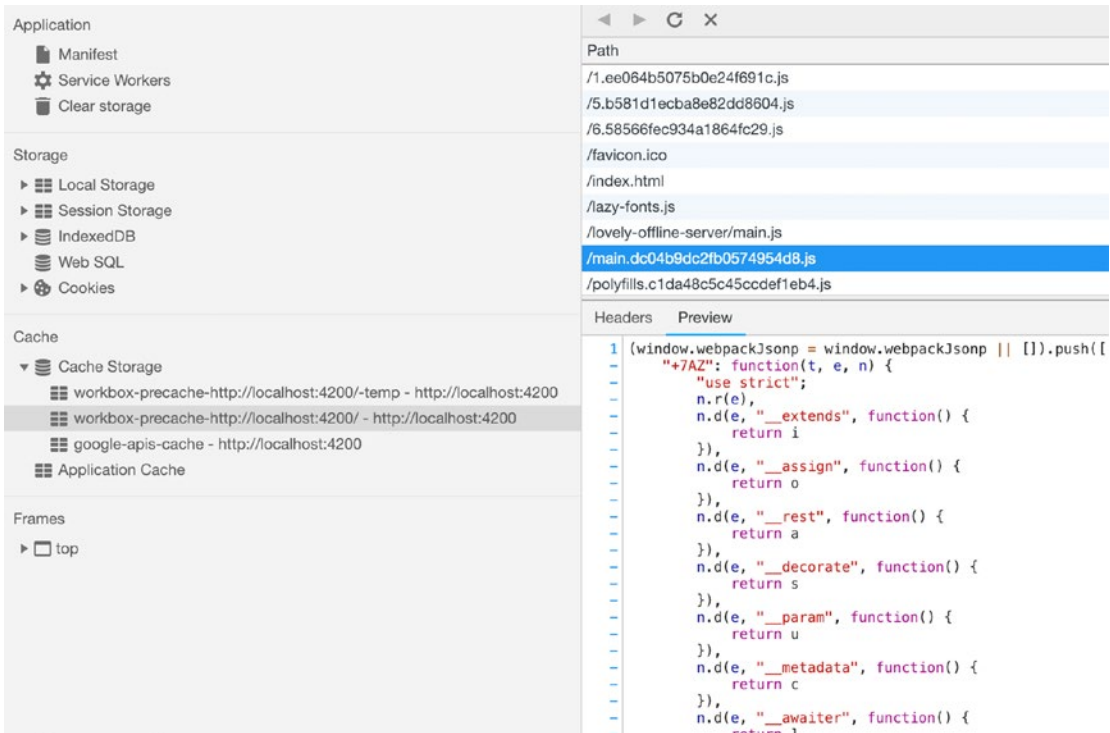 Application
Manifest
Service Workers
Clear storage
Storage
Local Storage
Session Storage
IndexedDB
Web SQL
Cookies
Cache
Cache Storage
workbox-precache-http://localhost:4200/-temp - http://localhost:4200
workbox-precache-http://localhost:4200/ - http://localhost:4200
google-apis-cache - http://localhost:4200
Application Cache
Frames
top
Path
/1.ee064b5075b0e24f691c.js
/5.b581d1ecba8e82dd8604.js
/6.58566fec934a1864fc29.js
/favicon.ico
/index.html
/lazy-fonts.js
/lovely-offline-server/main.js
/main.dc04b9dc2fb0574954d8.js
/polyfills.c1da48c5c45ccdef1eb4.js
Headers Preview
1 (window.webpackJsonp = window.webpackJsonp || []).push([
- "+7AZ": function(t, e, n) {
- "use strict";
- n.r(e),
- n.d(e, "__extends", function() {
- return i
- }),
- n.d(e, "__assign", function() {
- return o
- }),
- n.d(e, "__rest", function() {
- return a
- }),
- n.d(e, "__decorate", function() {
- return s
- }),
- n.d(e, "__param", function() {
- return u
- }),
- n.d(e, "__metadata", function() {
- return c
- }),
- n.d(e, "__awaiter", function() {